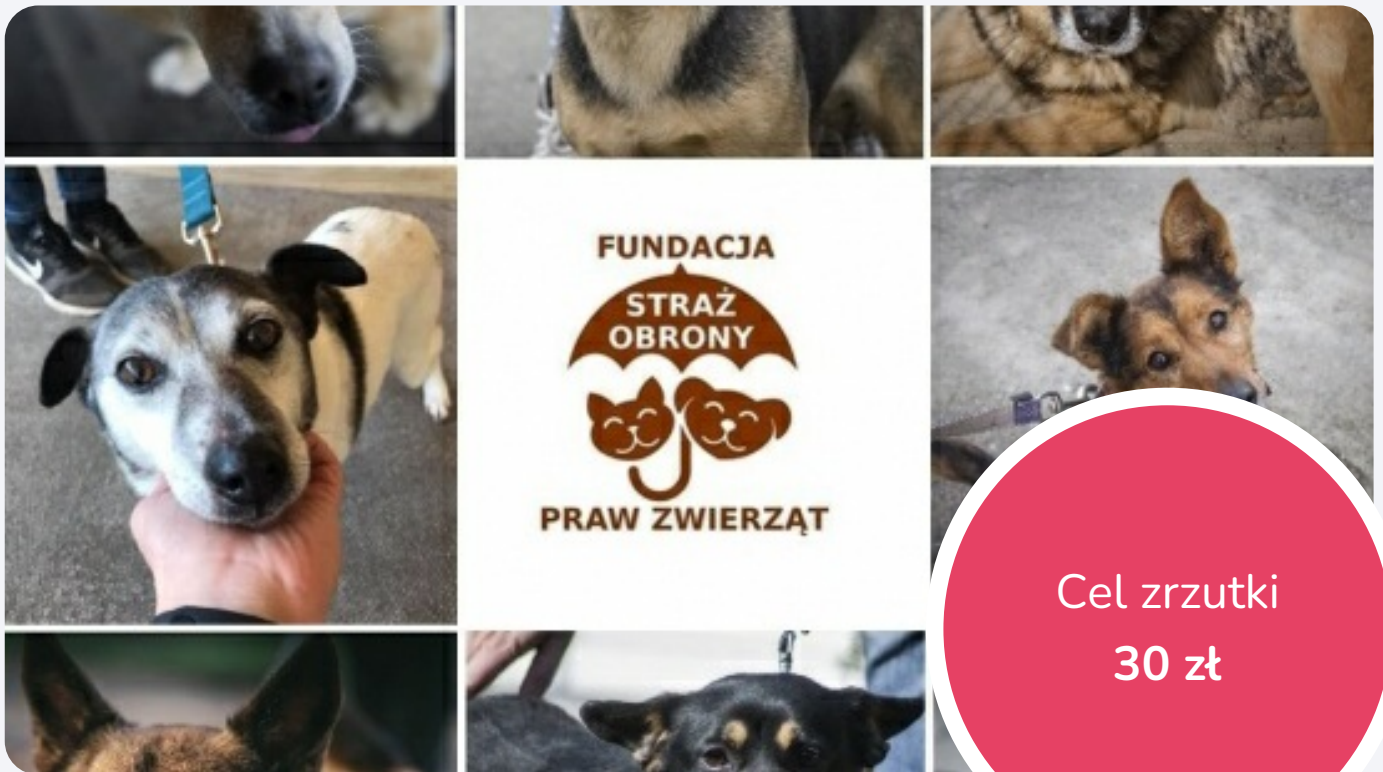 FUNDACJA
STRAŻ
OBRONY
PRAW ZWIERZĄT
Cel zrzutki
30 zł